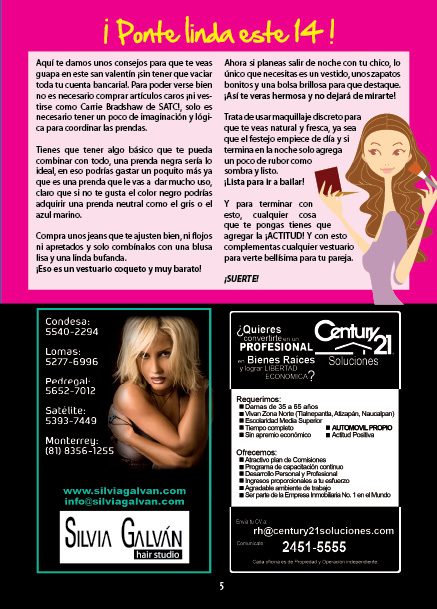 ¡ Ponte linda este 14 !
Aquí te damos unos consejos para que te veas
guapa en este san valentín ¡sin tener que vaciar
toda tu cuenta bancaria!. Para poder verse bien
no es necesario comprar artículos caros ¡ni ves-
tirse como Carrie Bradshaw de SATC!, solo es
necesario tener un poco de imaginación y lógi-
ca para coordinar las prendas.
Tienes que tener algo básico que te pueda
combinar con todo, una prenda negra sería lo
ideal, en eso podrías gastar un poquito más ya
que es una prenda que le vas a dar mucho uso,
claro que si no te gusta el color negro podrías
adquirir una prenda neutral como el gris o el
azul marino.
Compra unos jeans que te ajusten bien, ni flojos
ni apretados y solo combínalos con una blusa
lisa y una linda bufanda.
¡Eso es un vestuario coqueto y muy barato!
Ahora si planeas salir de noche con tu chico, lo
único que necesitas es un vestido, unos zapatos
bonitos y una bolsa brillosa para que destaque.
¡Así te veras hermosa y no dejará de mirarte!
Trata de usar maquillaje discreto para
que te veas natural y fresca, ya sea
que el festejo empiece de día y si
termina en la noche solo agrega
un poco de rubor como
sombra y listo.
¡Lista para ir a bailar!
Y para terminar con
esto, cualquier cosa
que te pongas tienes que
agregar la ¡ACTITUD! Y con esto
complementas cualquier vestuario
para verte bellísima para tu pareja.
¡SUERTE!
Condesa:
5540-2294
Lomas:
5277-6996
Pedregal:
5652-7012
Satélite:
5393-7449
Monterrey:
(81) 8356-1255
www.silviagalvan.com
info@silviagalvan.com
SILVIA GALVÁN
hair studio
¿Quieres
convertirte en un
PROFESIONAL
en Bienes Raíces
y lograr LIBERTAD
ECONOMICA?
Century 21
Soluciones
Requerimos:
Damas de 35 a 55 años
Vivan Zona Norte (Tlalnepantla, Atizapán, Naucalpan)
Escolaridad Media Superior
Tiempo completo
AUTOMOVIL PROPIO
Sin apremio económico
Actitud Positiva
Ofrecemos:
Atractivo plan de Comisiones
Programa de capacitación continuo
Desarrollo Personal y Profesional
Ingresos proporcionales a tu esfuerzo
Agradable ambiente de trabajo
Ser parte de la Empresa Inmobiliaria No. 1 en el Mundo
Envía tu CV a:
rh@century21soluciones.com
Comunícate
2451-5555
Cada oficina es de Propiedad y Operación Independiente.
5